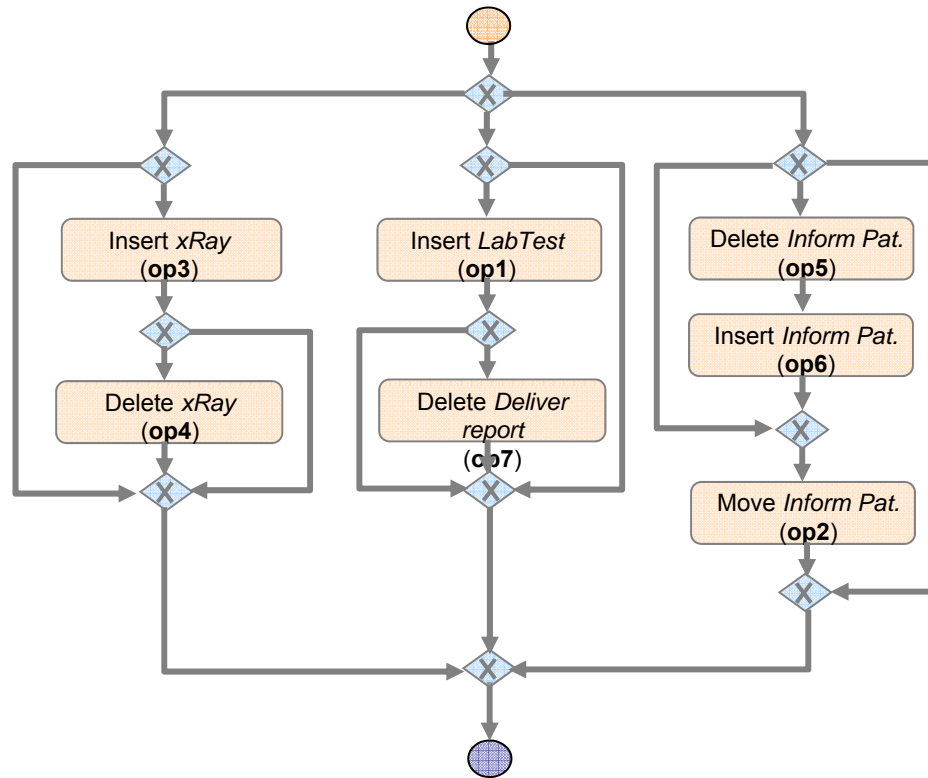 X
X
X
X
Insert xRay
(op3)
Insert LabTest
(op1)
Delete Inform Pat.
(op5)
X
X
Insert Inform Pat.
(op6)
Delete xRay
(op4)
Delete Deliver
report
(op7)
X
X
X
Move Inform Pat.
(op2)
X
X